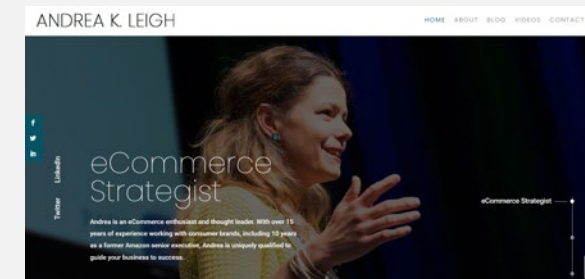 ANDREA K. LEIGH
HOME ABOUT BLOG VIDEOS CONTACT
LinkedIn
Twitter
eCommerce
Strategist
eCommerce Strategist
Andrea is an eCommerce enthusiast and thought leader. With over 15
years of experience working with consumer brands, including 10 years
as a former Amazon senior executive, Andrea is uniquely qualified to
guide your business to success.